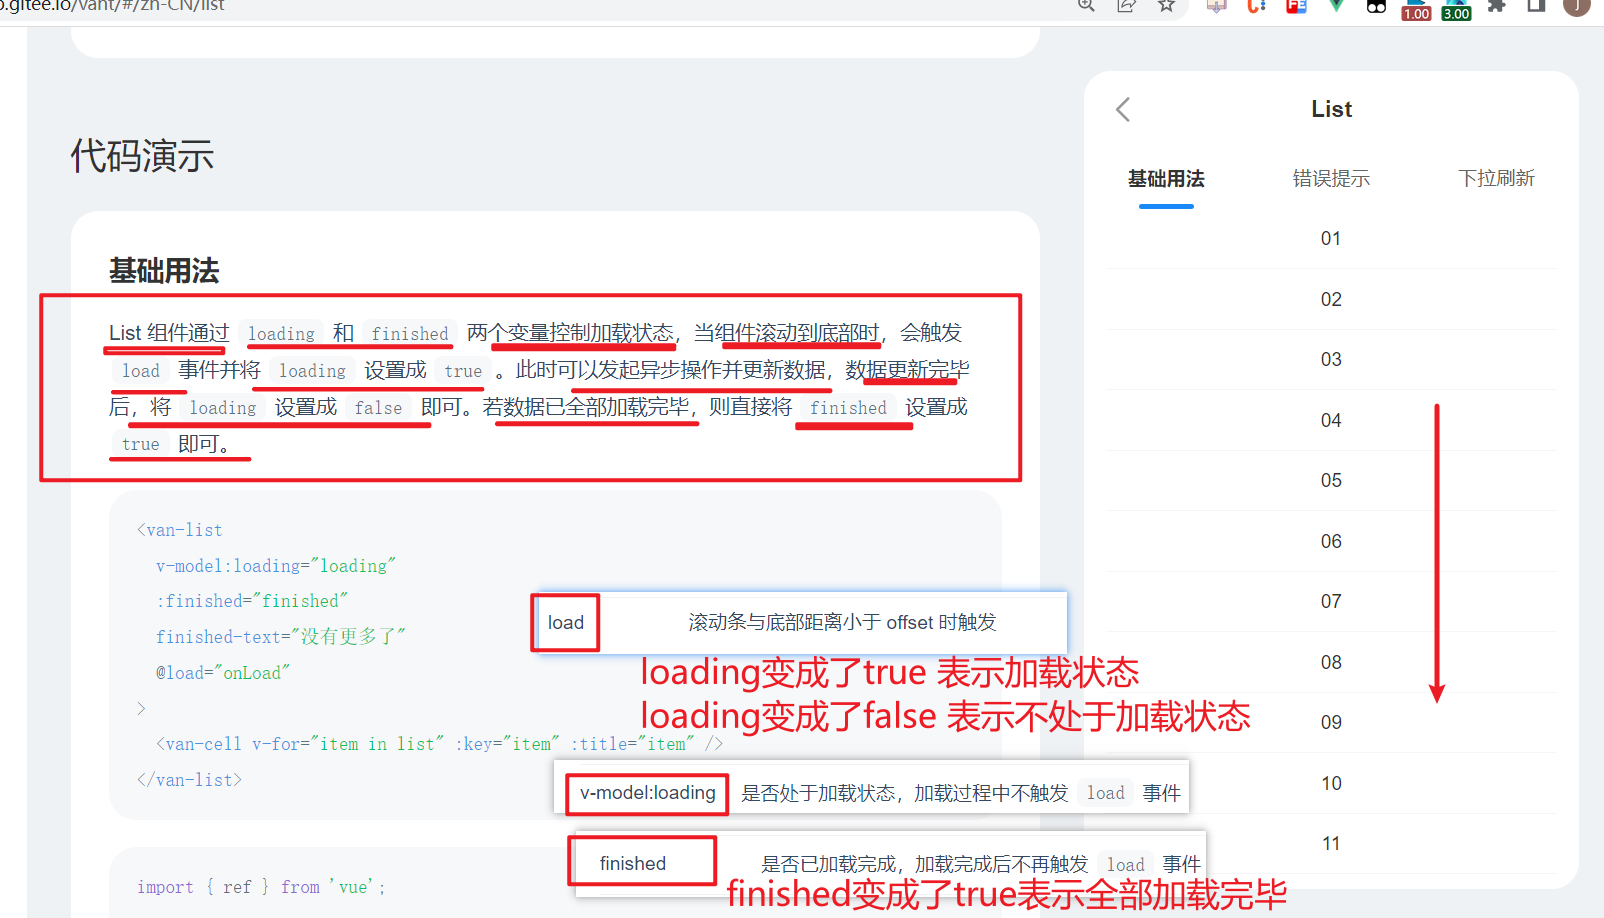 o.gitee.io/vant/#/zh-CN/list
FE
1.00
3.00
J
代码演示
基础用法
List 组件通过 loading 和 finished 两个变量控制加载状态，当组件滚动到底部时，会触发
load 事件并将 loading 设置成 true 。此时可以发起异步操作并更新数据，数据更新完毕
后，将 loading 设置成 false 即可。若数据已全部加载完毕，则直接将 finished 设置成
true 即可。
<van-list
v-model:loading="loading"
:finished="finished"
finished-text="没有更多了"
@load="onLoad"
>
<van-cell v-for="item in list" :key="item" :title="item" />
</van-list>
load 滚动条与底部距离小于 offset 时触发
loading变成了true 表示加载状态
loading变成了false 表示不处于加载状态
v-model:loading 是否处于加载状态，加载过程中不触发 load 事件
finished 是否已加载完成，加载完成后不再触发 load 事件
finished变成了true表示全部加载完毕
import { ref } from 'vue';
List
基础用法 错误提示 下拉刷新
01
02
03
04
05
06
07
08
09
10
11